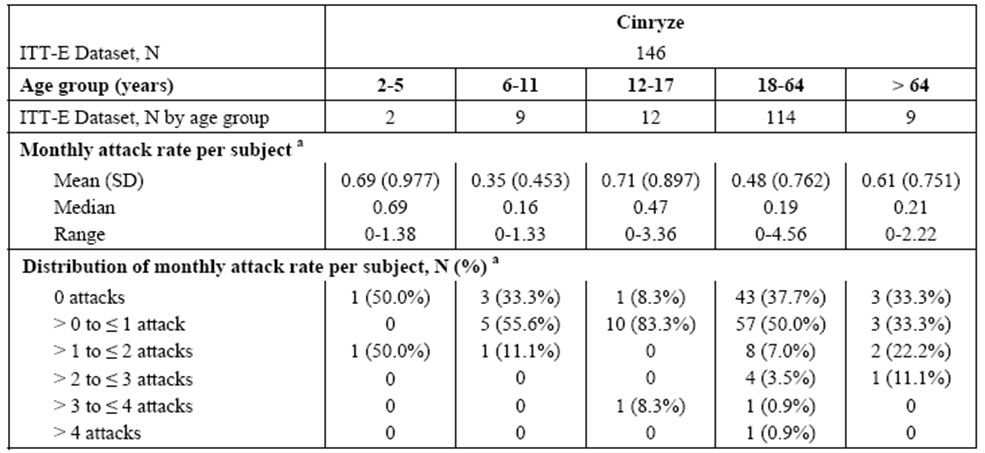 Cinryze
ITT-E Dataset, N 146
Age group (years) 2-5 6-11 12-17 18-64 > 64
ITT-E Dataset, N by age group 2 9 12 114 9
Monthly attack rate per subject a
Mean (SD) 0.69 (0.977) 0.35 (0.453) 0.71 (0.897) 0.48 (0.762) 0.61 (0.751)
Median 0.69 0.16 0.47 0.19 0.21
Range 0-1.38 0-1.33 0-3.36 0-4.56 0-2.22
Distribution of monthly attack rate per subject, N (%) a
0 attacks 1 (50.0%) 3 (33.3%) 1 (8.3%) 43 (37.7%) 3 (33.3%)
> 0 to ≤ 1 attack 0 5 (55.6%) 10 (83.3%) 57 (50.0%) 3 (33.3%)
> 1 to ≤ 2 attacks 1 (50.0%) 1 (11.1%) 0 8 (7.0%) 2 (22.2%)
> 2 to ≤ 3 attacks 0 0 0 4 (3.5%) 1 (11.1%)
> 3 to ≤ 4 attacks 0 0 1 (8.3%) 1 (0.9%) 0
> 4 attacks 0 0 0 1 (0.9%) 0